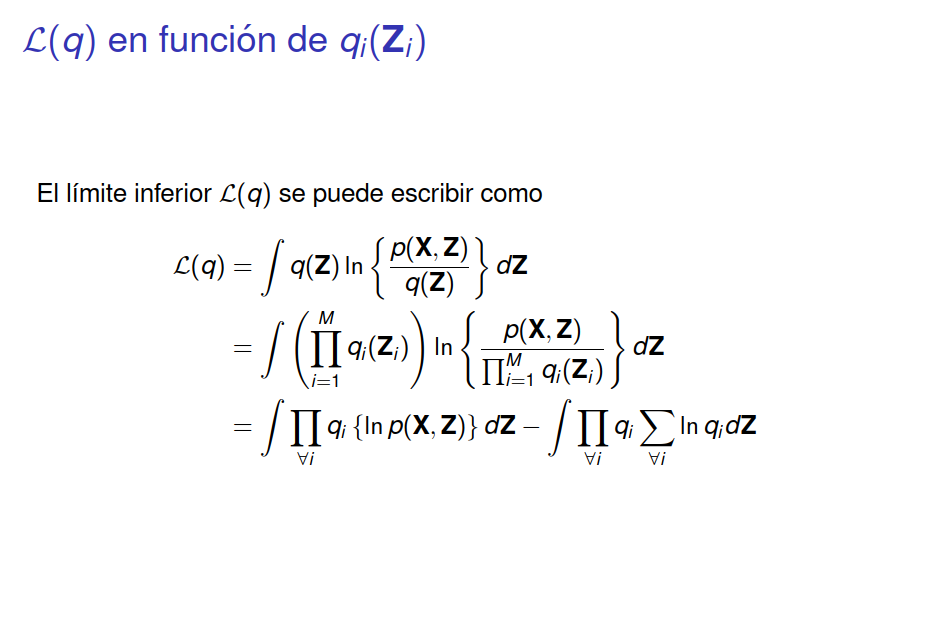 ℒ(q) en función de qᵢ(𝐙ᵢ)
El límite inferior ℒ(q) se puede escribir como
ℒ(q) = ∫ q(𝐙) ln { p(𝐗, 𝐙) / q(𝐙) } d𝐙
= ∫ ( ∏_{i=1}^{M} qᵢ(𝐙ᵢ) ) ln { p(𝐗, 𝐙) / ∏_{i=1}^{M} qᵢ(𝐙ᵢ) } d𝐙
= ∫ ∏_{∀i} qᵢ {ln p(𝐗, 𝐙)} d𝐙 − ∫ ∏_{∀i} qᵢ ∑_{∀i} ln qᵢ d𝐙